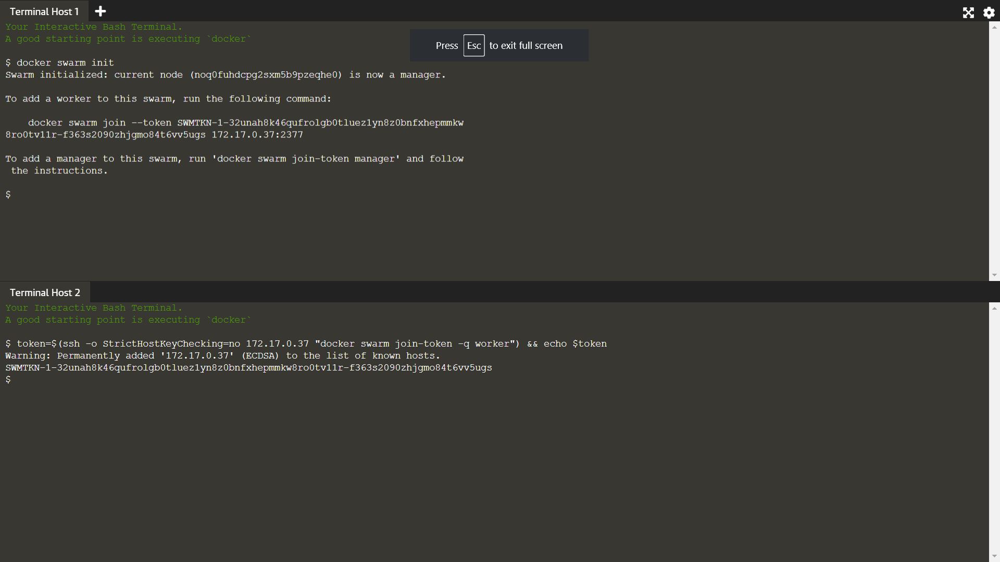 Terminal Host 1
Your Interactive Bash Terminal.
A good starting point is executing `docker`
Press Esc to exit full screen
$ docker swarm init
Swarm initialized: current node (noq0fuhdcpg2sxm5b9pzeqhe0) is now a manager.
To add a worker to this swarm, run the following command:
docker swarm join --token SWMTKN-1-32unah8k46qufrolgb0tluez1yn8z0bnfxhepmmkw
8ro0tv11r-f363s2090zhjgmo84t6vv5ugs 172.17.0.37:2377
To add a manager to this swarm, run 'docker swarm join-token manager' and follow
the instructions.
$
Terminal Host 2
Your Interactive Bash Terminal.
A good starting point is executing `docker`
$ token=$(ssh -o StrictHostKeyChecking=no 172.17.0.37 "docker swarm join-token -q worker") && echo $token
Warning: Permanently added '172.17.0.37' (ECDSA) to the list of known hosts.
SWMTKN-1-32unah8k46qufrolgb0tluez1yn8z0bnfxhepmmkw8ro0tv11r-f363s2090zhjgmo84t6vv5ugs
$